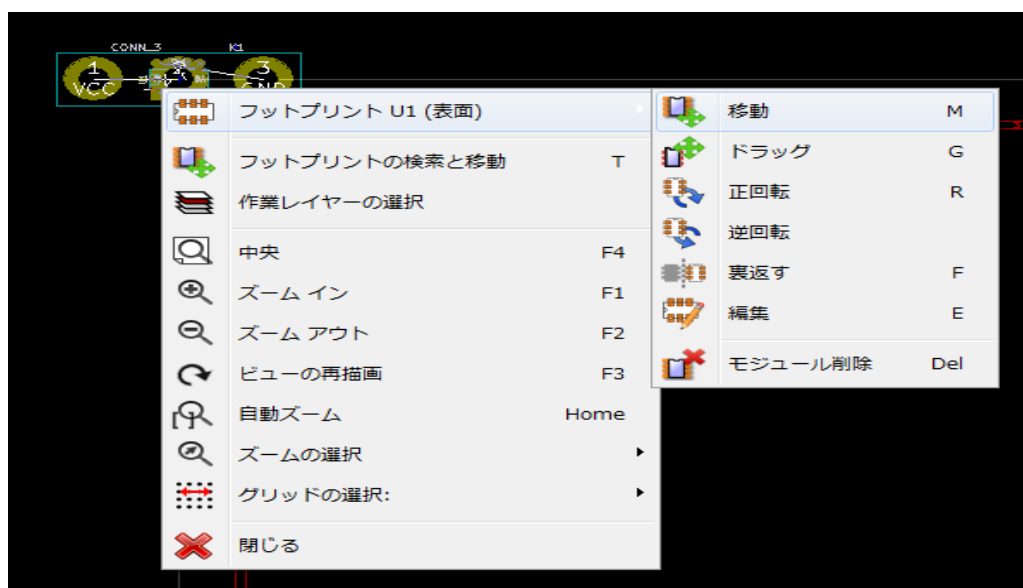 CONN_3 K1
1 3
VCC GND
フットプリント U1 (表面)
フットプリントの検索と移動 T
作業レイヤーの選択
中央 F4
ズーム イン F1
ズーム アウト F2
ビューの再描画 F3
自動ズーム Home
ズームの選択
グリッドの選択:
閉じる
移動 M
ドラッグ G
正回転 R
逆回転
裏返す F
編集 E
モジュール削除 Del